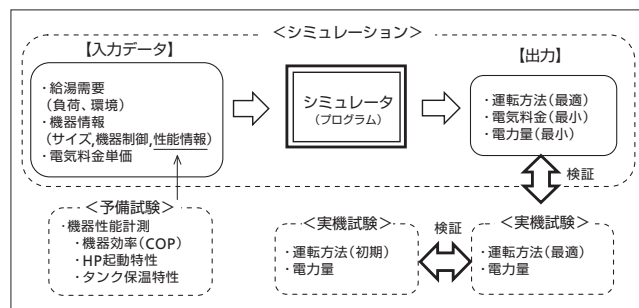 ＜シミュレーション＞
【入力データ】
・給湯需要
（負荷、環境）
・機器情報
（サイズ,機器制御,性能情報）
・電気料金単価
シミュレータ
（プログラム）
【出力】
・運転方法（最適）
・電気料金（最小）
・電力量（最小）
検証
＜予備試験＞
・機器性能計測
・機器効率（COP）
・HP起動特性
・タンク保温特性
＜実機試験＞
・運転方法（初期）
・電力量
検証
＜実機試験＞
・運転方法（最適）
・電力量